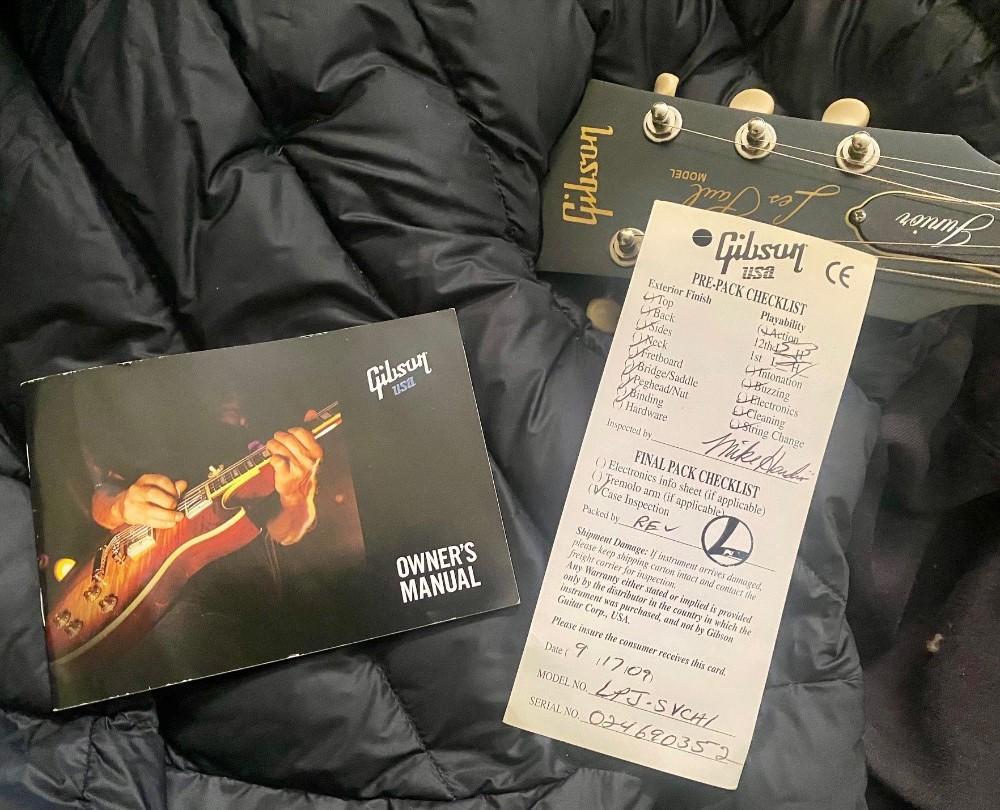 Gibson
Les Paul
MODEL
Junior
Gibson
usa
OWNER'S
MANUAL
Gibson
usa
CE
PRE-PACK CHECKLIST
Exterior Finish
Playability
(✓) Top
(✓) Back
(✓) Sides
(✓) Neck
(✓) Fretboard
(✓) Bridge/Saddle
(✓) Peghead/Nut
(✓) Binding
( ) Hardware
(✓) Action
12th
1st
(✓) Intonation
(✓) Buzzing
(✓) Electronics
(✓) Cleaning
(✓) String Change
Inspected by Mike
FINAL PACK CHECKLIST
( ) Electronics info sheet (if applicable)
( ) Tremolo arm (if applicable)
(✓) Case Inspection
Packed by REV
Shipment Damage: If instrument arrives damaged,
please keep shipping carton intact and contact the
freight carrier for inspection.
Any Warranty either stated or implied is provided
only by the distributor in the country in which the
instrument was purchased, and not by Gibson
Guitar Corp., USA.
Please insure the consumer receives this card.
Date ( 9 / 17 / 09
MODEL NO. LPJ-SVCH1
SERIAL NO. 024690352